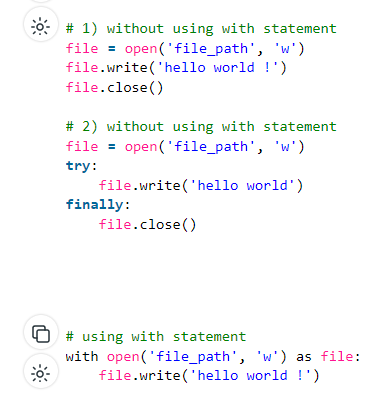 # 1) without using with statement
file = open('file_path', 'w')
file.write('hello world !')
file.close()
# 2) without using with statement
file = open('file_path', 'w')
try:
    file.write('hello world')
finally:
    file.close()
# using with statement
with open('file_path', 'w') as file:
    file.write('hello world !')